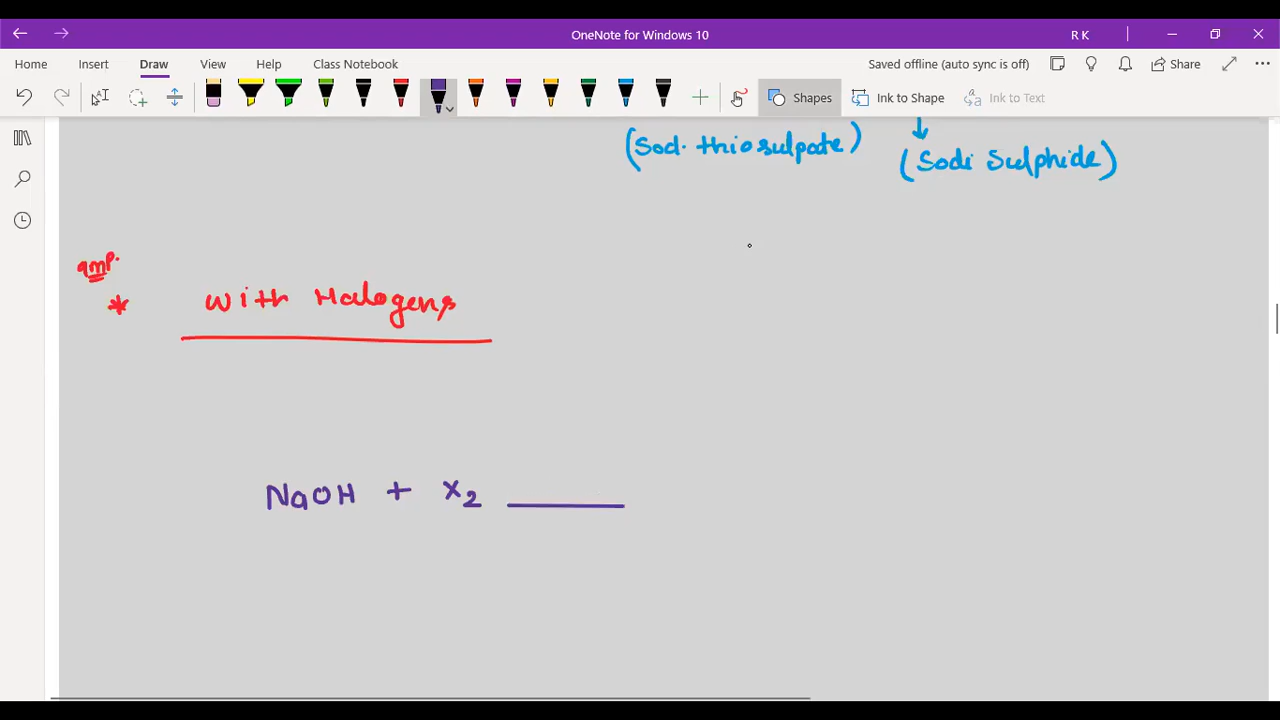 OneNote for Windows 10
R K
Home Insert Draw View Help Class Notebook
Saved offline (auto sync is off)
Share
Shapes
Ink to Shape
Ink to Text
(Sod. thiosulpate)
(Sodi Sulphide)
imp.
* With Halogens
NaOH + X2